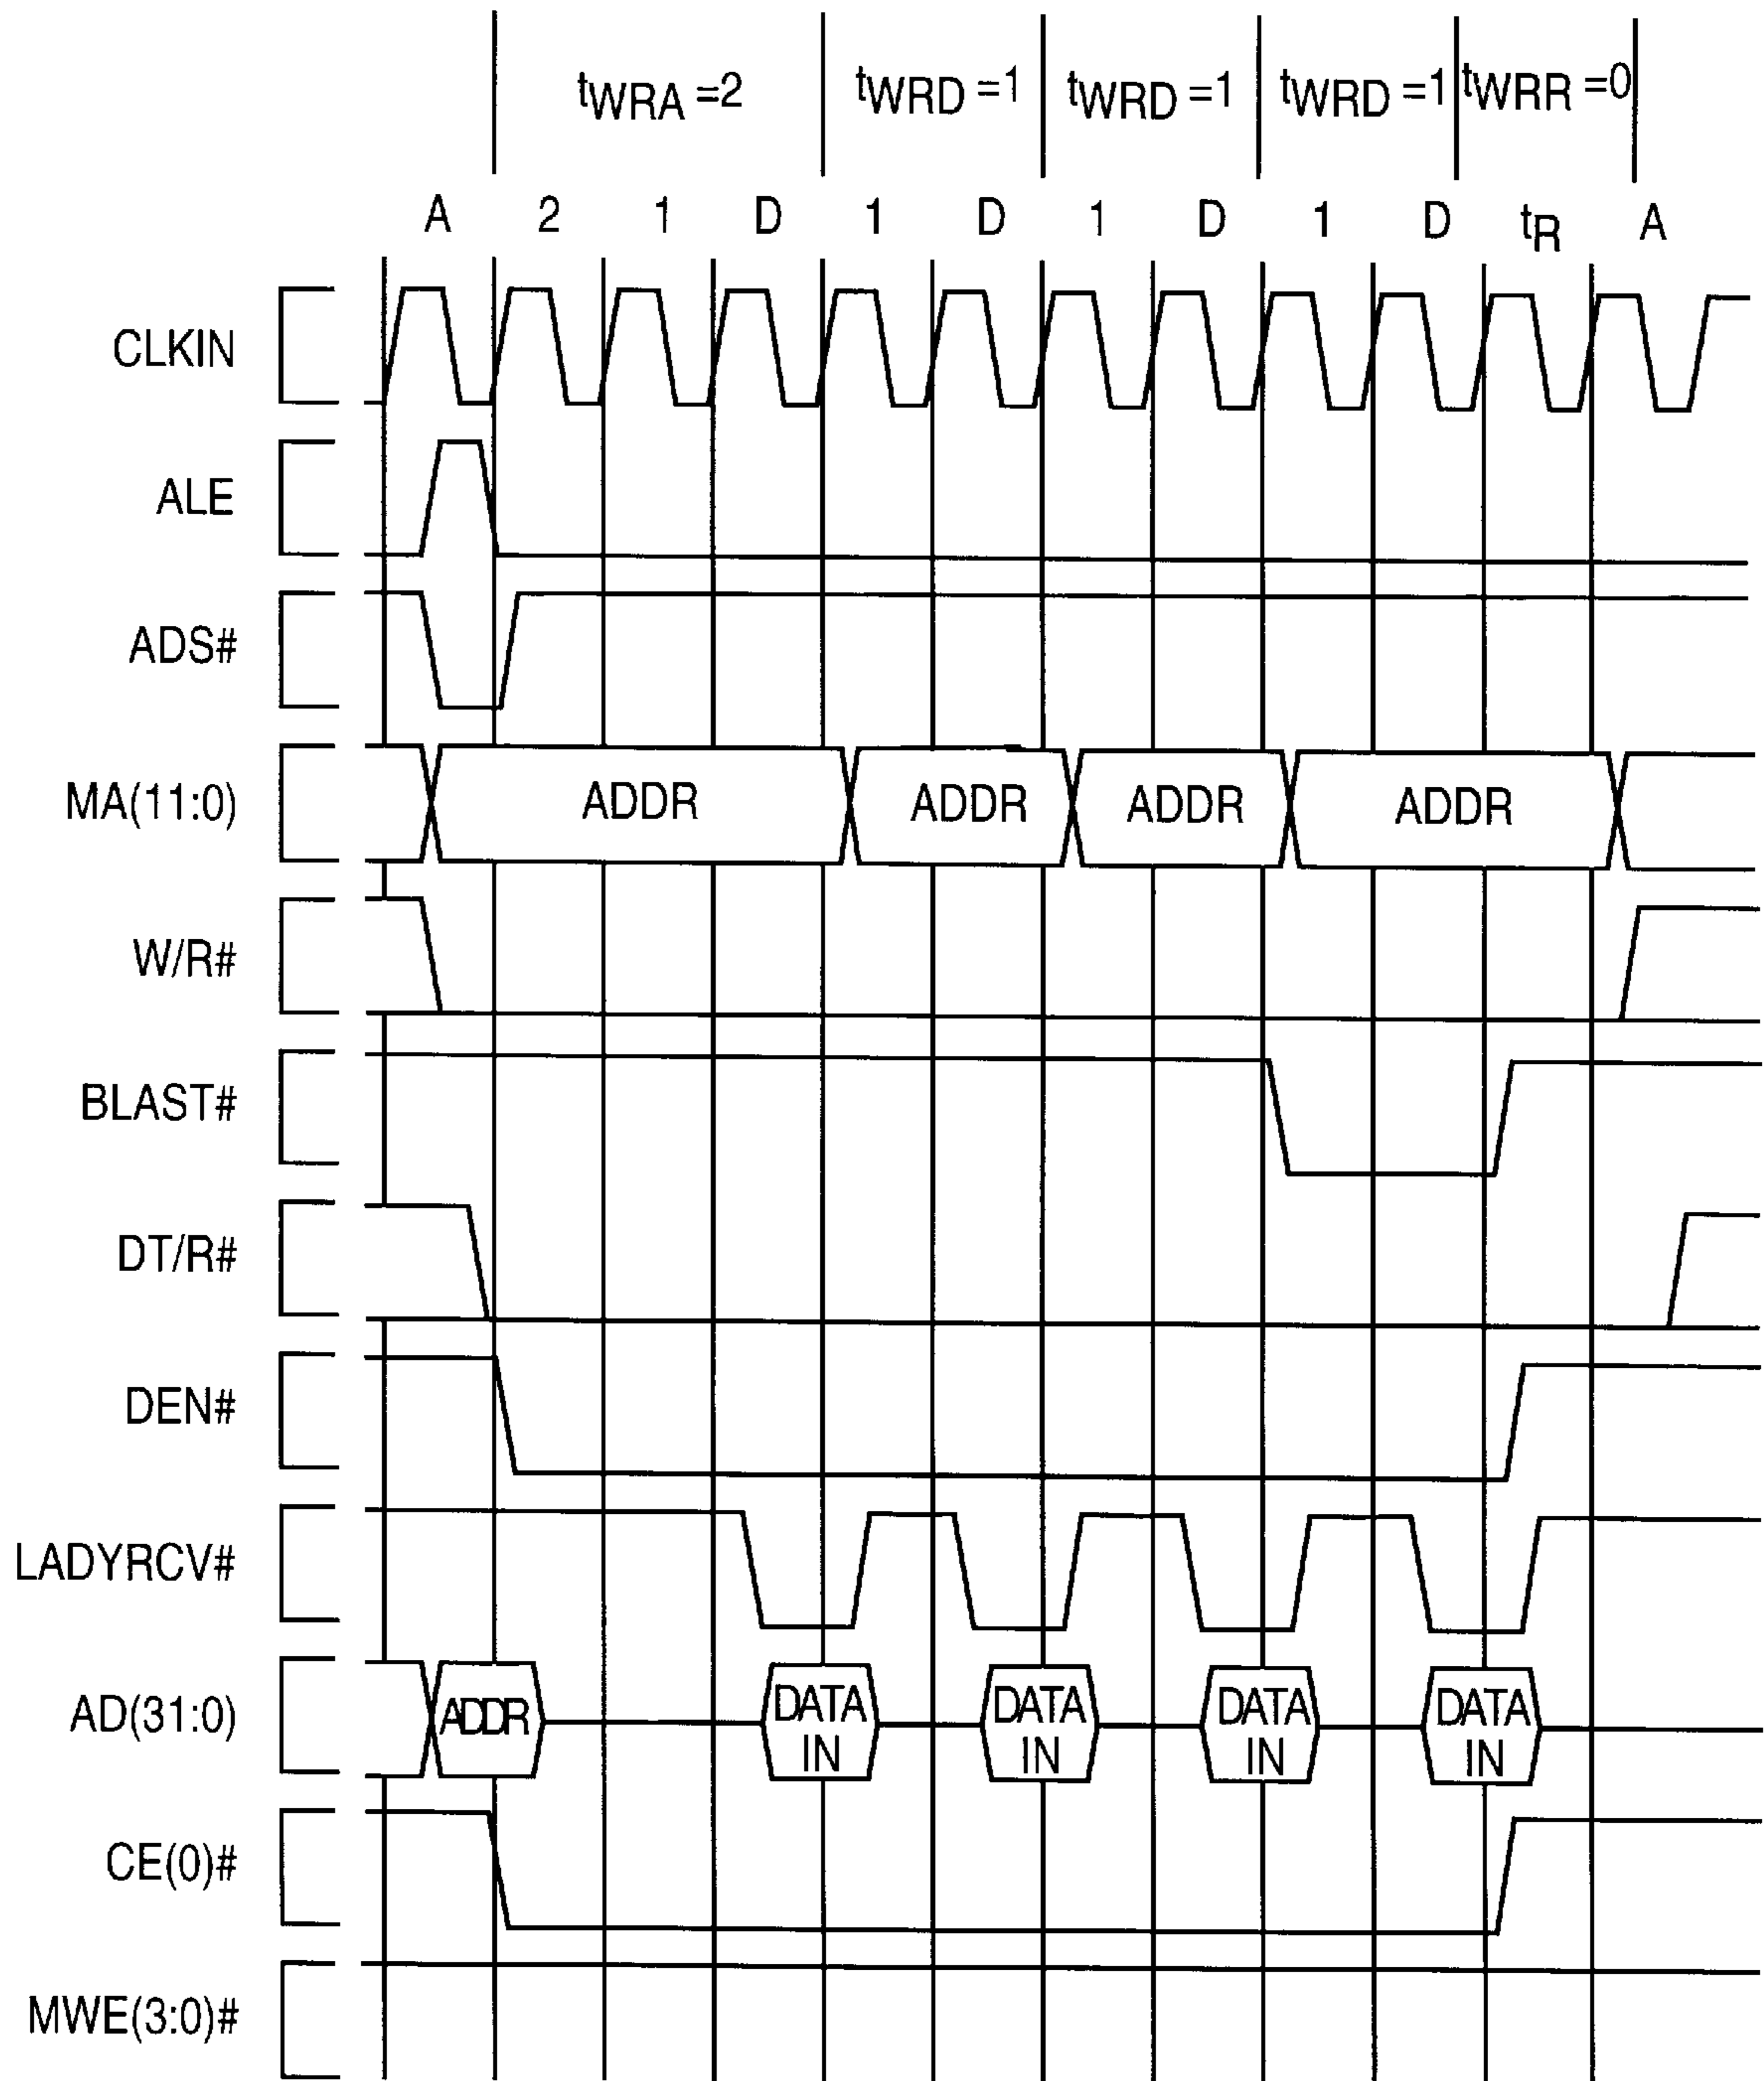 tWRA =2 tWRD =1 tWRD =1 tWRD =1 tWRR =0
A 2 1 D 1 D 1 D 1 D tR A
CLKIN
ALE
ADS#
MA(11:0) ADDR ADDR ADDR ADDR
W/R#
BLAST#
DT/R#
DEN#
LADYRCV#
AD(31:0) ADDR DATA IN DATA IN DATA IN DATA IN
CE(0)#
MWE(3:0)#